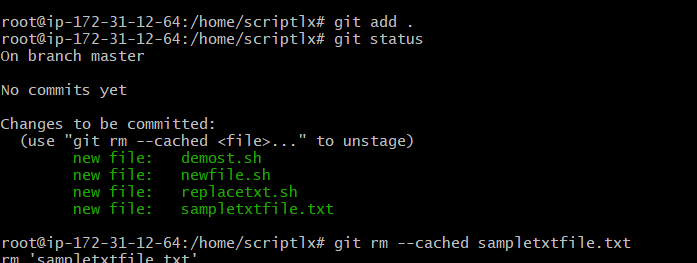 root@ip-172-31-12-64:/home/scriptlx# git add .
root@ip-172-31-12-64:/home/scriptlx# git status
On branch master
No commits yet
Changes to be committed:
  (use "git rm --cached <file>..." to unstage)
        new file:   demost.sh
        new file:   newfile.sh
        new file:   replacetxt.sh
        new file:   sampletxtfile.txt
root@ip-172-31-12-64:/home/scriptlx# git rm --cached sampletxtfile.txt
rm 'sampletxtfile.txt'